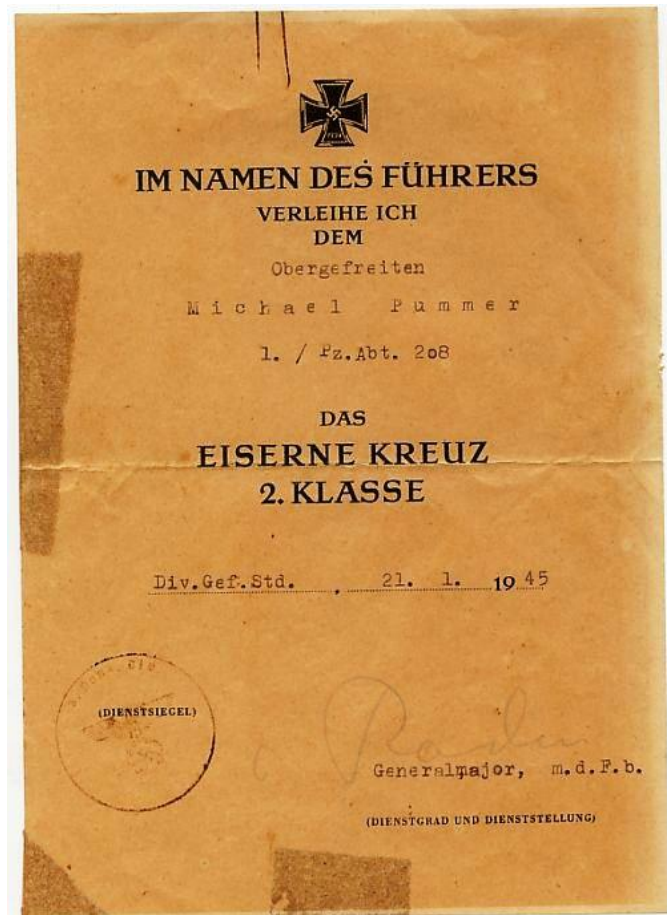 IM NAMEN DES FÜHRERS
VERLEIHE ICH
DEM
Obergefreiten
Michael Pummer
1. / Pz.Abt. 208
DAS
EISERNE KREUZ
2. KLASSE
Div.Gef.Std. , 21. 1. 1945
(DIENSTSIEGEL)
Generalmajor, m.d.F.b.
(DIENSTGRAD UND DIENSTSTELLUNG)